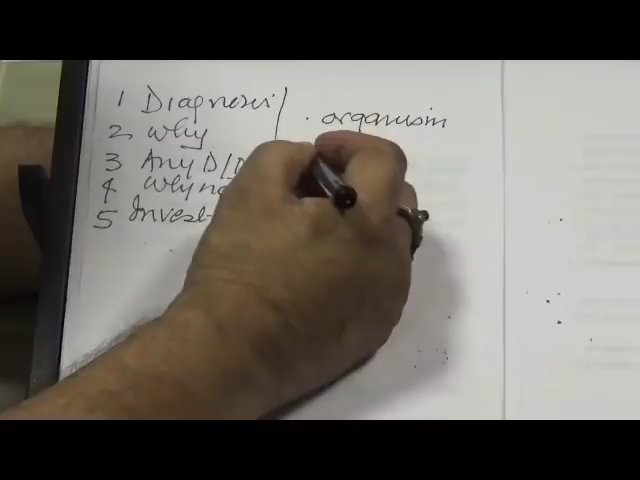 1 Diagnosis
2 Why
3 Any D/D
4 Why no
5 Invest
· organism